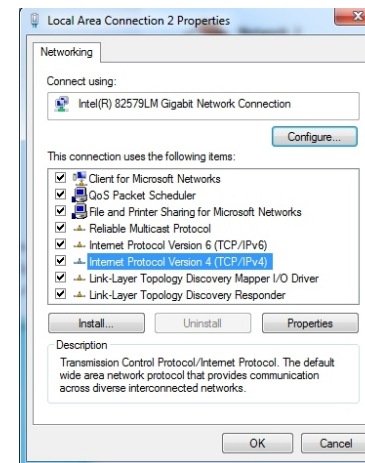 Local Area Connection 2 Properties
Networking
Connect using:
Intel(R) 82579LM Gigabit Network Connection
Configure...
This connection uses the following items:
Client for Microsoft Networks
QoS Packet Scheduler
File and Printer Sharing for Microsoft Networks
Reliable Multicast Protocol
Internet Protocol Version 6 (TCP/IPv6)
Internet Protocol Version 4 (TCP/IPv4)
Link-Layer Topology Discovery Mapper I/O Driver
Link-Layer Topology Discovery Responder
Install... Uninstall Properties
Description
Transmission Control Protocol/Internet Protocol. The default
wide area network protocol that provides communication
across diverse interconnected networks.
OK Cancel